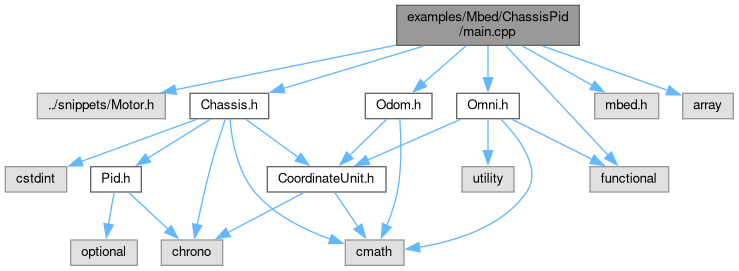 examples/Mbed/ChassisPid
/main.cpp
../snippets/Motor.h
Chassis.h
Odom.h
Omni.h
mbed.h
array
cstdint
Pid.h
CoordinateUnit.h
utility
functional
optional
chrono
cmath